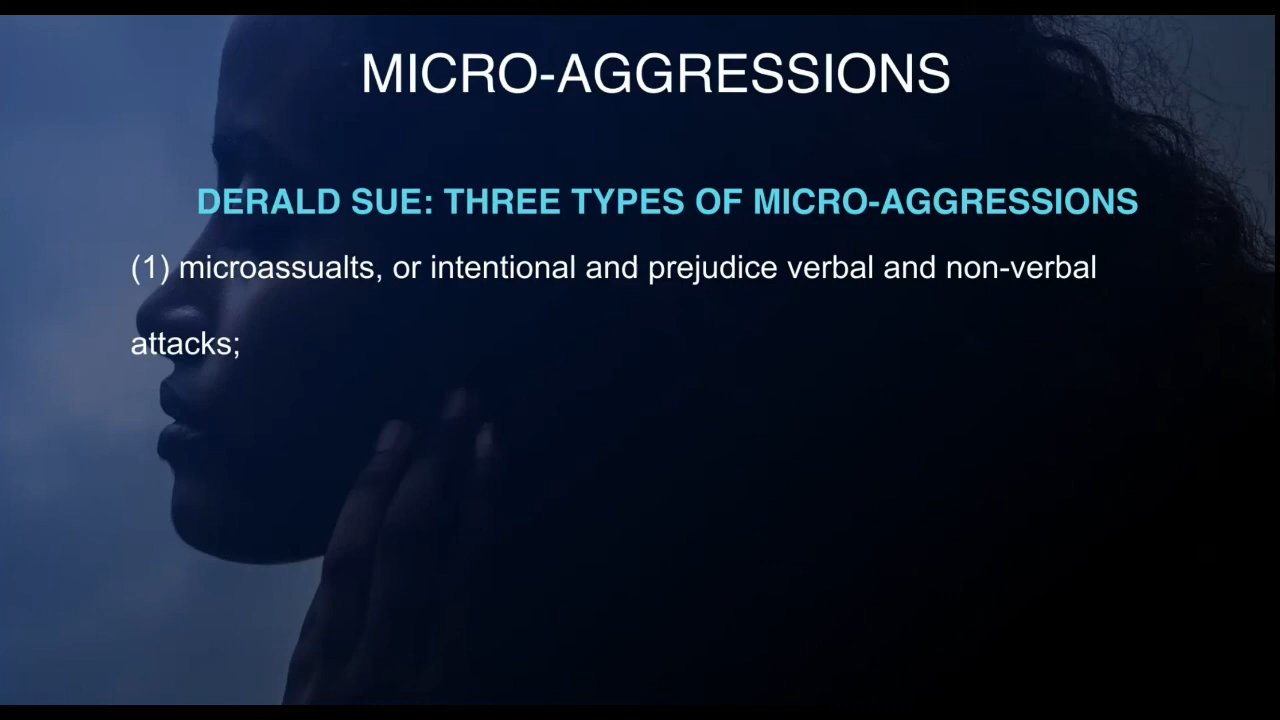 MICRO-AGGRESSIONS
DERALD SUE: THREE TYPES OF MICRO-AGGRESSIONS
(1) microassualts, or intentional and prejudice verbal and non-verbal
attacks;